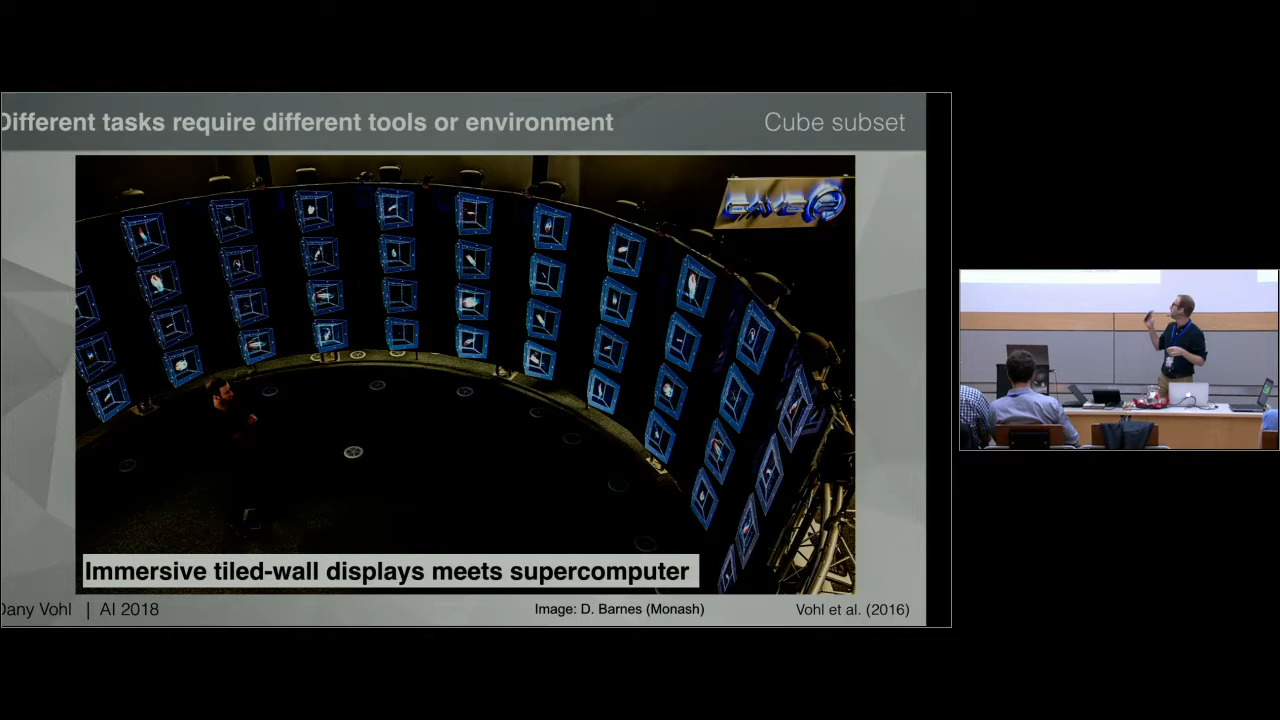 Different tasks require different tools or environment
Cube subset
CAVE2
Immersive tiled-wall displays meets supercomputer
Dany Vohl | AI 2018
Image: D. Barnes (Monash)
Vohl et al. (2016)